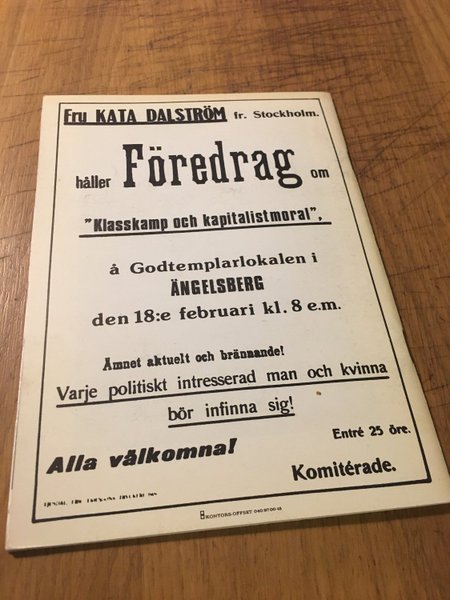 Fru KATA DALSTRÖM fr. Stockholm.
håller Föredrag om
"Klasskamp och kapitalistmoral",
å Godtemplarlokalen i
ÄNGELSBERG
den 18:e februari kl. 8 e.m.
Ämnet aktuelt och brännande!
Varje politiskt intresserad man och kvinna
bör infinna sig!
Entré 25 öre.
Alla välkomna!
Komitérade.
KONTORS-OFFSET